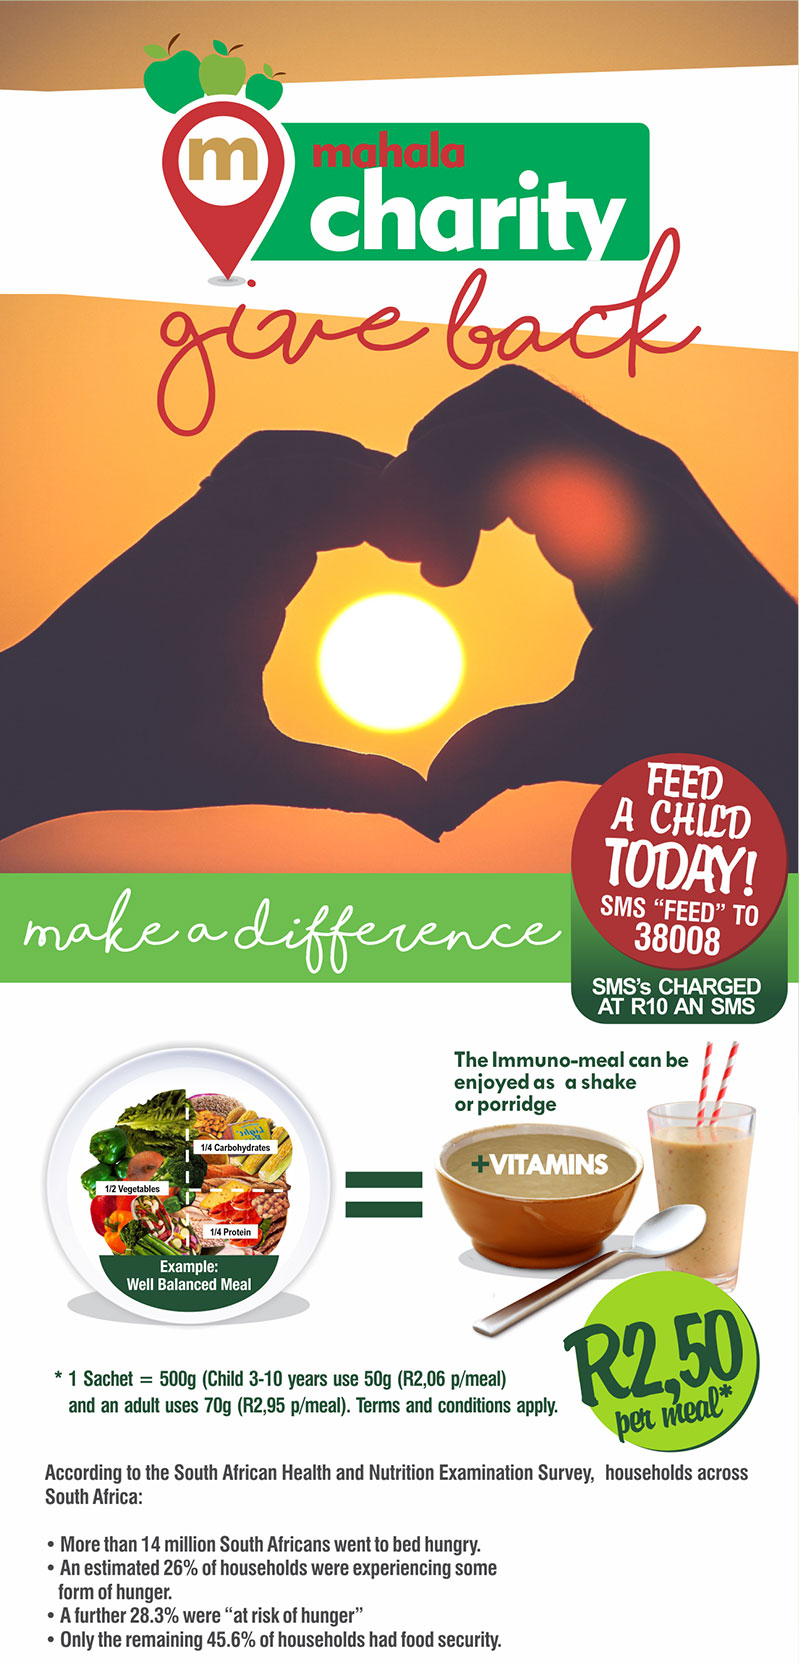 m
mahala
charity
give back
make a difference
FEED
A CHILD
TODAY!
SMS “FEED” TO
38008
SMS's CHARGED
AT R10 AN SMS
The Immuno-meal can be
enjoyed as a shake
or porridge
+VITAMINS
1/4 Carbohydrates
1/2 Vegetables
1/4 Protein
Example:
Well Balanced Meal
=
R2,50
per meal*
* 1 Sachet = 500g (Child 3-10 years use 50g (R2,06 p/meal)
and an adult uses 70g (R2,95 p/meal). Terms and conditions apply.
According to the South African Health and Nutrition Examination Survey, households across
South Africa:
• More than 14 million South Africans went to bed hungry.
• An estimated 26% of households were experiencing some
form of hunger.
• A further 28.3% were “at risk of hunger”
• Only the remaining 45.6% of households had food security.